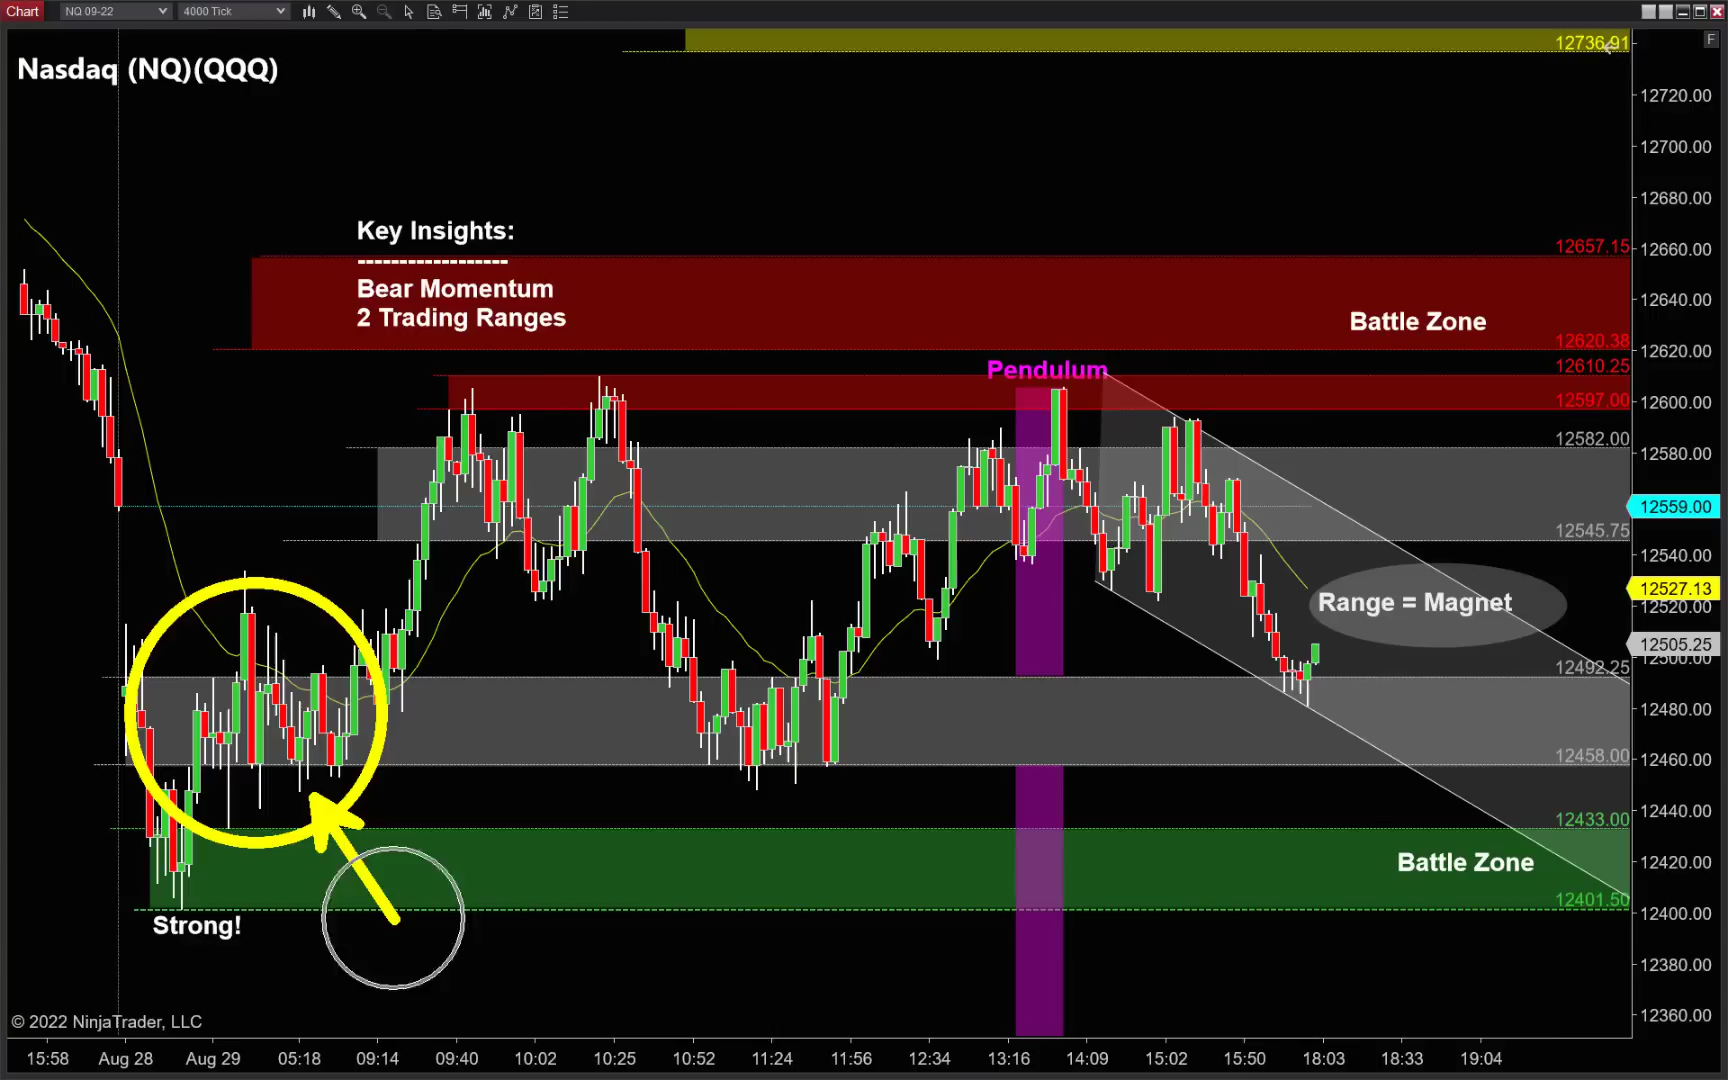 Chart NQ 09-22 4000 Tick
F
Nasdaq (NQ)(QQQ)
Key Insights:
------------------
Bear Momentum
2 Trading Ranges
Battle Zone
Pendulum
Range = Magnet
Battle Zone
Strong!
12736.91
12657.15
12620.38
12610.25
12597.00
12582.00
12545.75
12492.25
12458.00
12433.00
12401.50
12720.00
12700.00
12680.00
12660.00
12640.00
12620.00
12600.00
12580.00
12559.00
12540.00
12527.13
12520.00
12505.25
12500.00
12480.00
12460.00
12440.00
12420.00
12400.00
12380.00
12360.00
© 2022 NinjaTrader, LLC
15:58 Aug 28 Aug 29 05:18 09:14 09:40 10:02 10:25 10:52 11:24 11:56 12:34 13:16 14:09 15:02 15:50 18:03 18:33 19:04